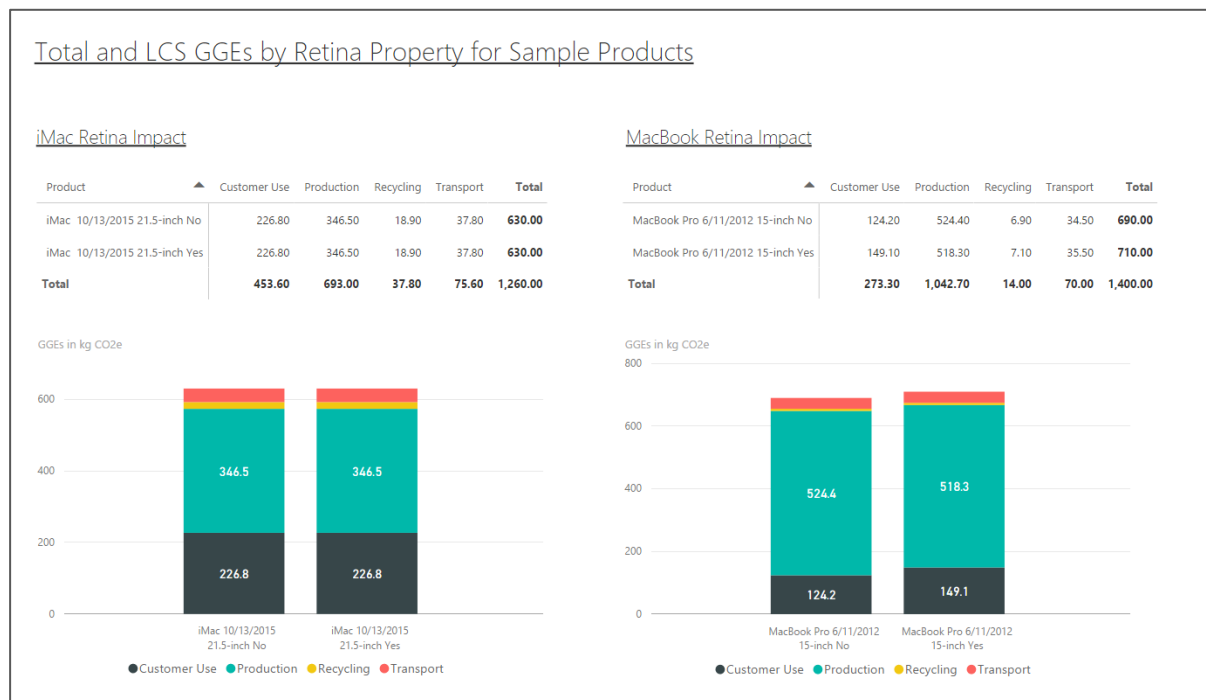 Total and LCS GGEs by Retina Property for Sample Products
iMac Retina Impact
Product Customer Use Production Recycling Transport Total
iMac 10/13/2015 21.5-inch No 226.80 346.50 18.90 37.80 630.00
iMac 10/13/2015 21.5-inch Yes 226.80 346.50 18.90 37.80 630.00
Total 453.60 693.00 37.80 75.60 1,260.00
GGEs in kg CO2e
600
400
200
0
346.5
346.5
226.8
226.8
iMac 10/13/2015
21.5-inch No
iMac 10/13/2015
21.5-inch Yes
Customer Use Production Recycling Transport
MacBook Retina Impact
Product Customer Use Production Recycling Transport Total
MacBook Pro 6/11/2012 15-inch No 124.20 524.40 6.90 34.50 690.00
MacBook Pro 6/11/2012 15-inch Yes 149.10 518.30 7.10 35.50 710.00
Total 273.30 1,042.70 14.00 70.00 1,400.00
GGEs in kg CO2e
800
600
400
200
0
524.4
518.3
124.2
149.1
MacBook Pro 6/11/2012
15-inch No
MacBook Pro 6/11/2012
15-inch Yes
Customer Use Production Recycling Transport